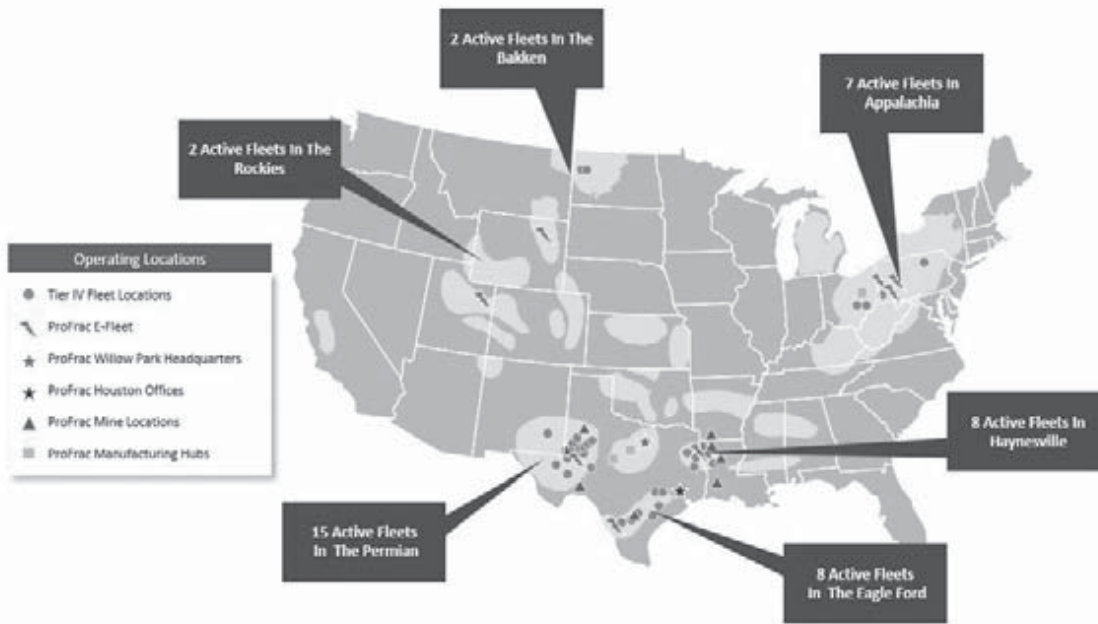 2 Active Fleets In The
Bakken
7 Active Fleets In
Appalachia
2 Active Fleets In The
Rockies
Operating Locations
Tier IV Fleet Locations
ProFrac E-Fleet
ProFrac Willow Park Headquarters
ProFrac Houston Offices
ProFrac Mine Locations
ProFrac Manufacturing Hubs
8 Active Fleets In
Haynesville
15 Active Fleets
In The Permian
8 Active Fleets
In The Eagle Ford